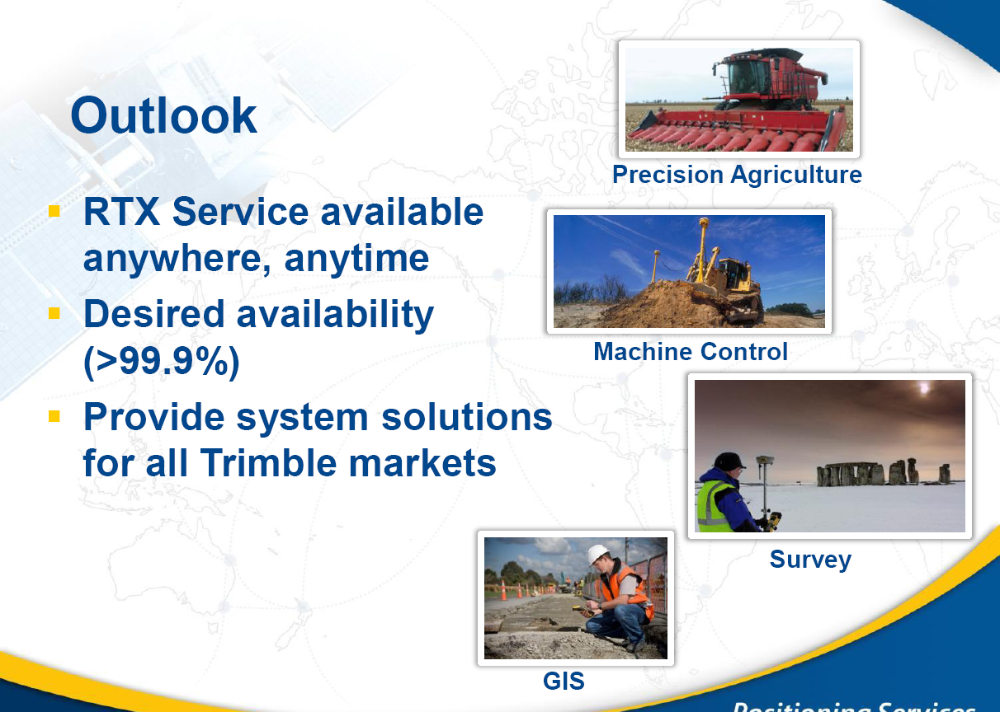 Outlook
RTX Service available
anywhere, anytime
Desired availability
(>99.9%)
Provide system solutions
for all Trimble markets
Precision Agriculture
Machine Control
Survey
GIS
Positioning Services